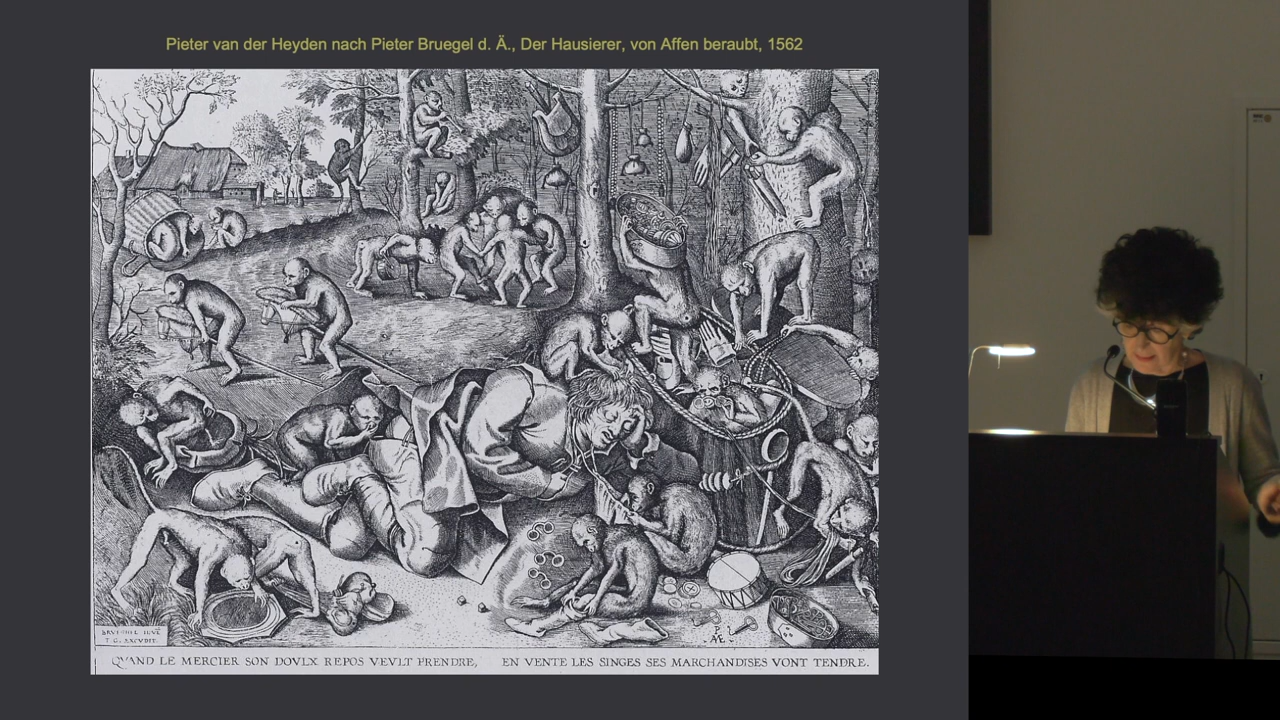 Pieter van der Heyden nach Pieter Bruegel d. Ä., Der Hausierer, von Affen beraubt, 1562
EXCVDIT.
QVAND LE MERCIER SON DOVLX REPOS VEVLT PRENDRE, EN VENTE LES SINGES SES MARCHANDISES VONT TENDRE.